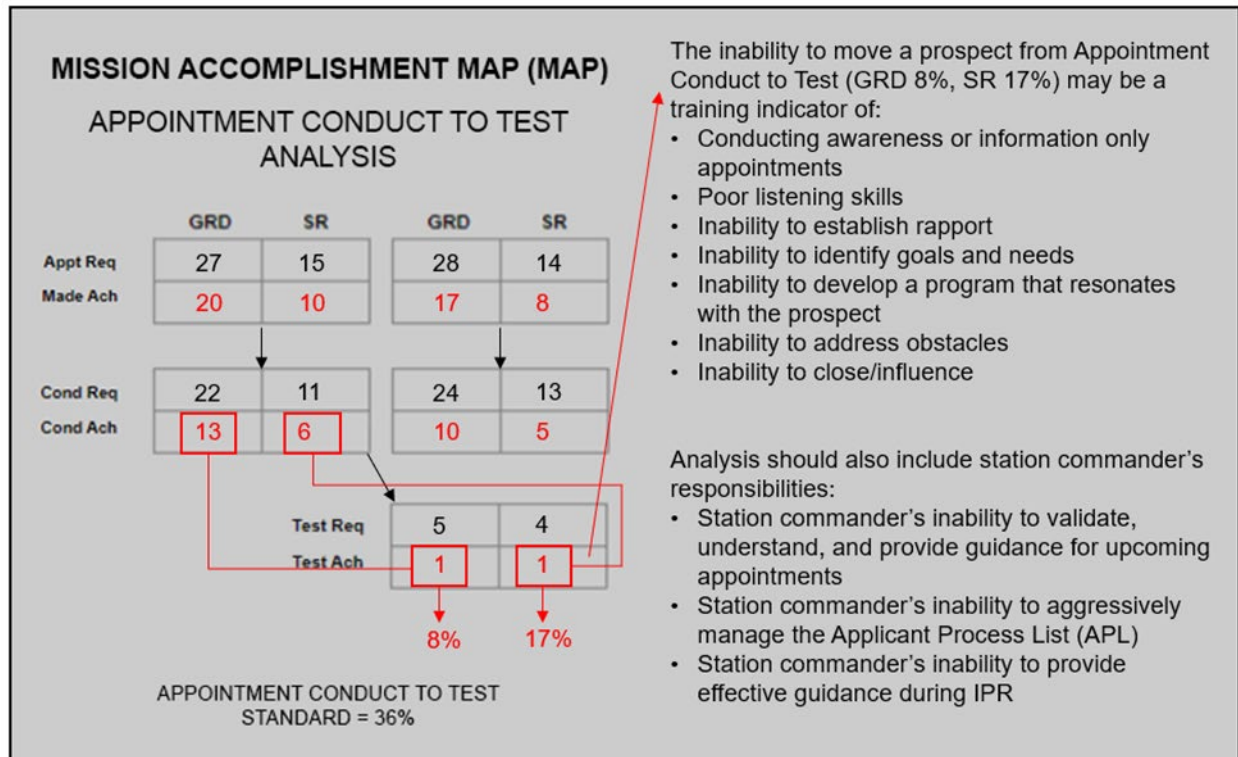 MISSION ACCOMPLISHMENT MAP (MAP)
APPOINTMENT CONDUCT TO TEST
ANALYSIS
GRD SR GRD SR
Appt Req 27 15 28 14
Made Ach 20 10 17 8
Cond Req 22 11 24 13
Cond Ach 13 6 10 5
Test Req 5 4
Test Ach 1 1
8% 17%
APPOINTMENT CONDUCT TO TEST
STANDARD = 36%
The inability to move a prospect from Appointment
Conduct to Test (GRD 8%, SR 17%) may be a
training indicator of:
• Conducting awareness or information only
appointments
• Poor listening skills
• Inability to establish rapport
• Inability to identify goals and needs
• Inability to develop a program that resonates
with the prospect
• Inability to address obstacles
• Inability to close/influence
Analysis should also include station commander's
responsibilities:
• Station commander's inability to validate,
understand, and provide guidance for upcoming
appointments
• Station commander's inability to aggressively
manage the Applicant Process List (APL)
• Station commander's inability to provide
effective guidance during IPR